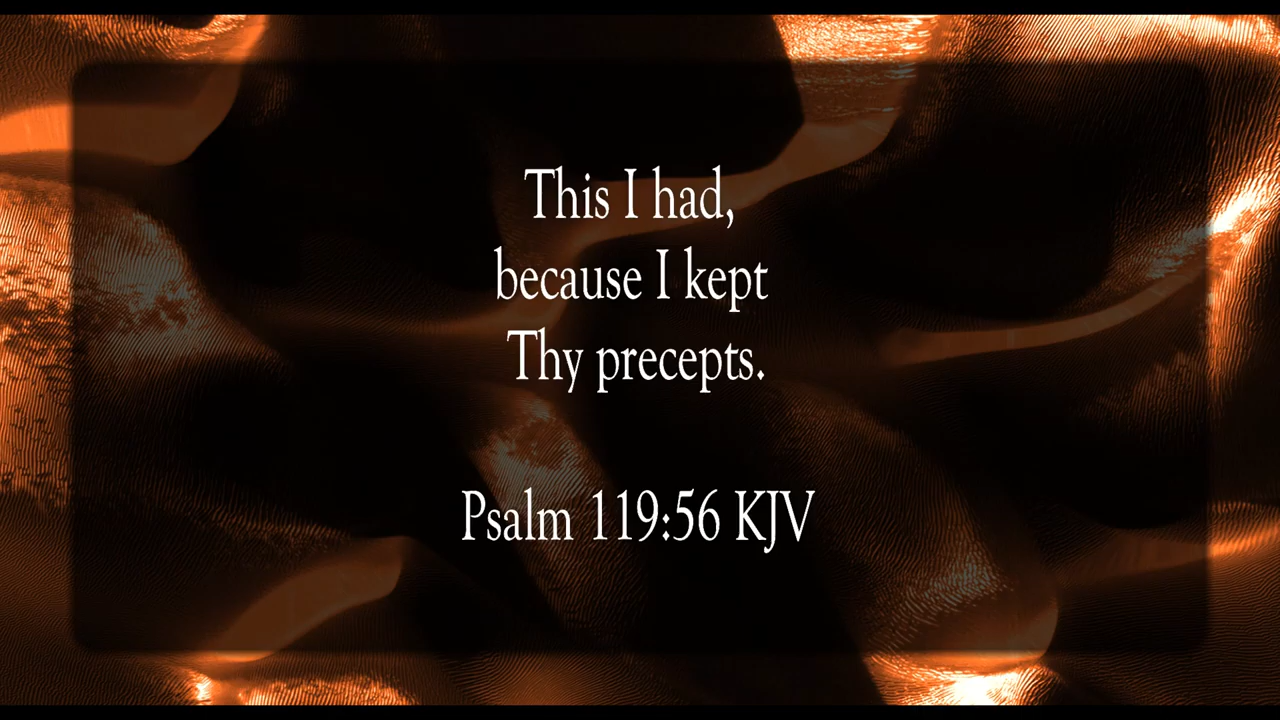 This I had,
because I kept
Thy precepts.
Psalm 119:56 KJV